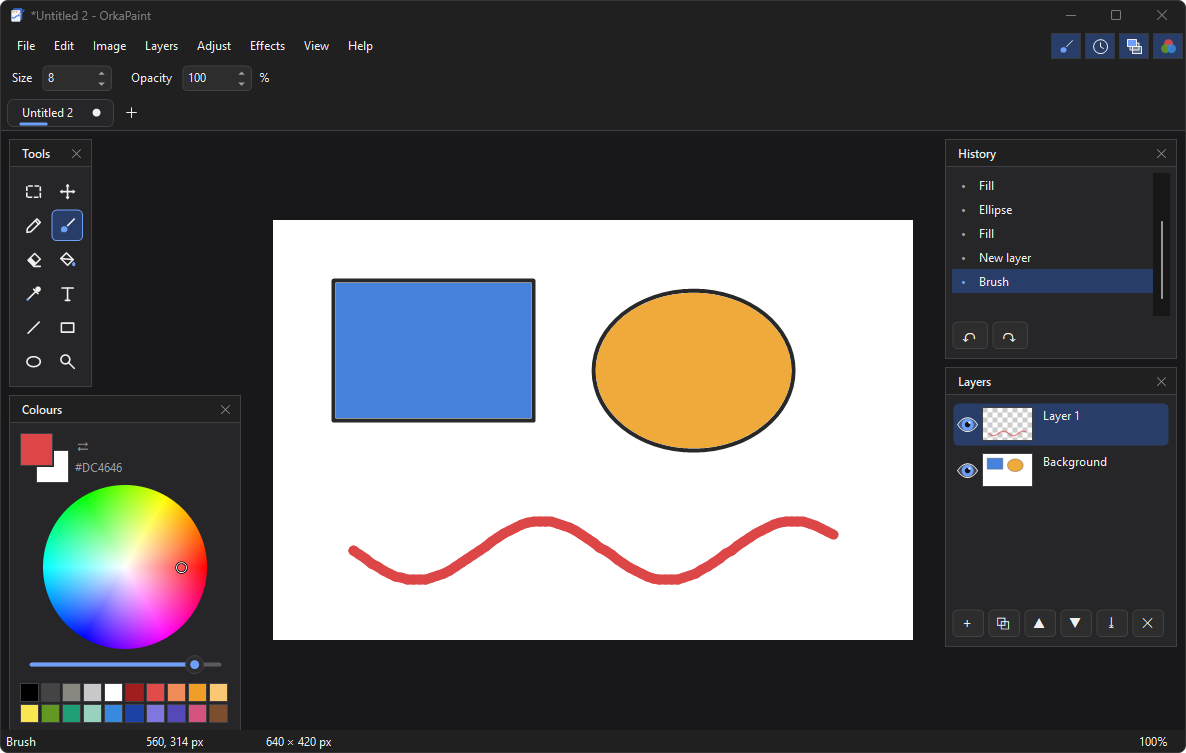 *Untitled 2 - OrkaPaint
File Edit Image Layers Adjust Effects View Help
Size 8 Opacity 100 %
Untitled 2
Tools
Colours
#DC4646
History
Fill
Ellipse
Fill
New layer
Brush
Layers
Layer 1
Background
Brush 560, 314 px 640 × 420 px 100%